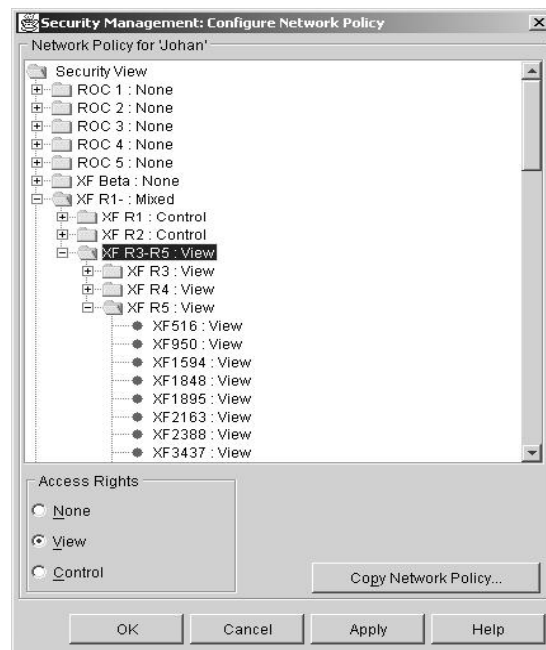 Security Management: Configure Network Policy
Network Policy for 'Johan'
Security View
ROC 1 : None
ROC 2 : None
ROC 3 : None
ROC 4 : None
ROC 5 : None
XF Beta : None
XF R1- : Mixed
XF R1 : Control
XF R2 : Control
XF R3-R5 : View
XF R3 : View
XF R4 : View
XF R5 : View
XF516 : View
XF950 : View
XF1594 : View
XF1848 : View
XF1895 : View
XF2163 : View
XF2388 : View
XF3437 : View
Access Rights
None
View
Control
Copy Network Policy...
OK Cancel Apply Help